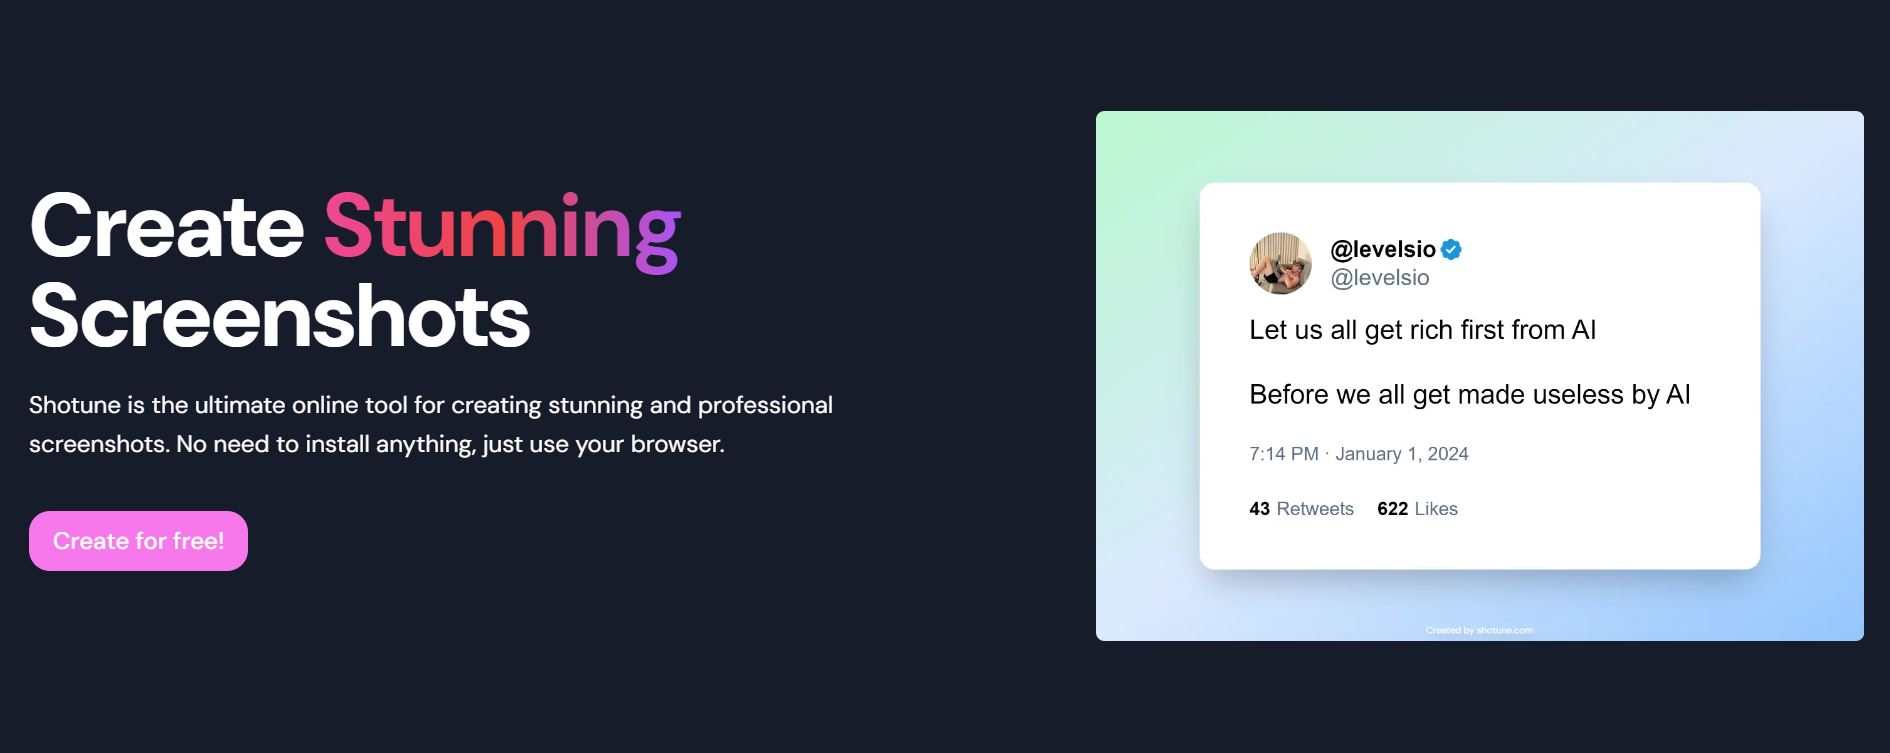 Create Stunning
Screenshots
Shotune is the ultimate online tool for creating stunning and professional
screenshots. No need to install anything, just use your browser.
Create for free!
@levelsio
@levelsio
Let us all get rich first from AI
Before we all get made useless by AI
7:14 PM · January 1, 2024
43 Retweets 622 Likes
Created by shotune.com